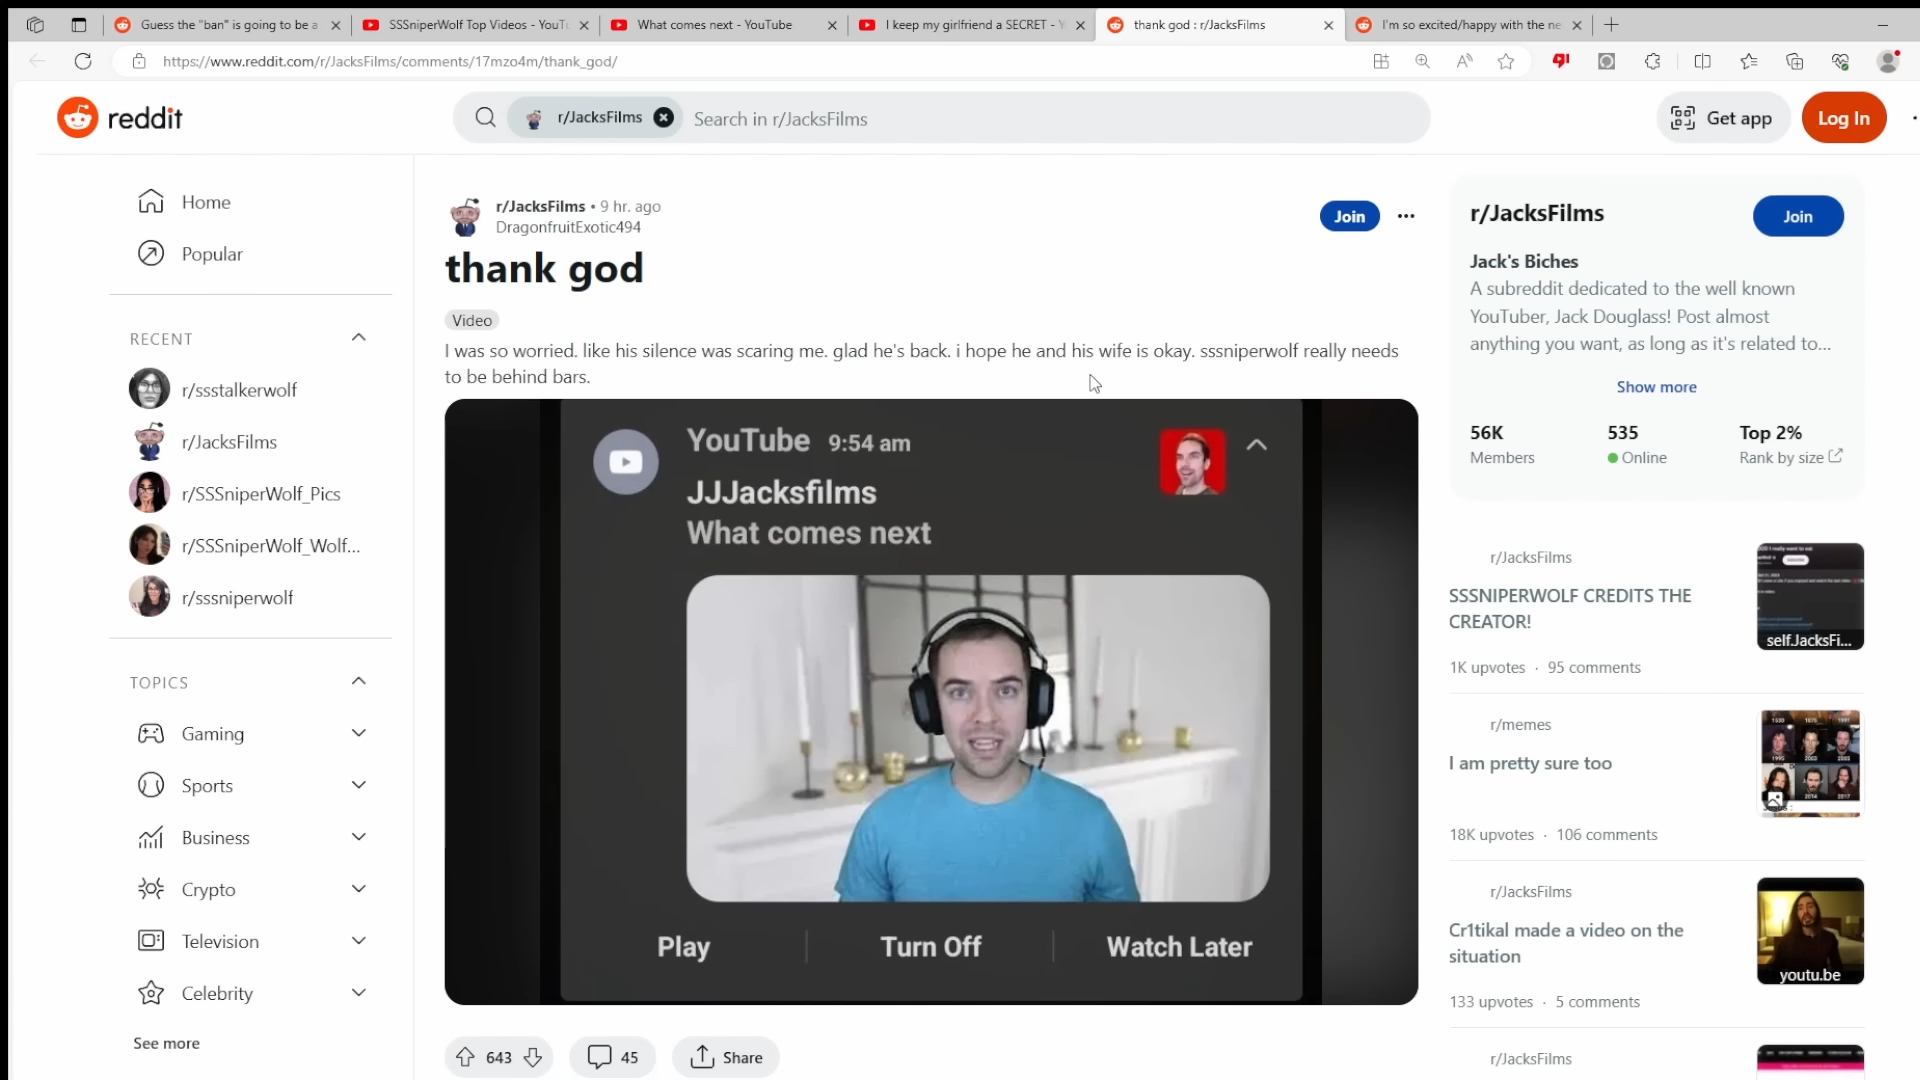 Guess the "ban" is going to be a
SSSniperWolf Top Videos - YouTu
What comes next - YouTube
I keep my girlfriend a SECRET - Y
thank god : r/JacksFilms
I'm so excited/happy with the ne
https://www.reddit.com/r/JacksFilms/comments/17mzo4m/thank_god/
reddit
r/JacksFilms
Search in r/JacksFilms
Get app
Log In
Home
Popular
RECENT
r/ssstalkerwolf
r/JacksFilms
r/SSSniperWolf_Pics
r/SSSniperWolf_Wolf...
r/sssniperwolf
TOPICS
Gaming
Sports
Business
Crypto
Television
Celebrity
See more
r/JacksFilms • 9 hr. ago
DragonfruitExotic494
Join
thank god
Video
I was so worried. like his silence was scaring me. glad he's back. i hope he and his wife is okay. sssniperwolf really needs
to be behind bars.
YouTube 9:54 am
JJJacksfilms
What comes next
Play
Turn Off
Watch Later
643
45
Share
r/JacksFilms
Join
Jack's Biches
A subreddit dedicated to the well known
YouTuber, Jack Douglass! Post almost
anything you want, as long as it's related to...
Show more
56K
Members
535
Online
Top 2%
Rank by size
r/JacksFilms
SSSNIPERWOLF CREDITS THE
CREATOR!
self.JacksFi...
1K upvotes · 95 comments
r/memes
I am pretty sure too
18K upvotes · 106 comments
r/JacksFilms
Cr1tikal made a video on the
situation
youtu.be
133 upvotes · 5 comments
r/JacksFilms